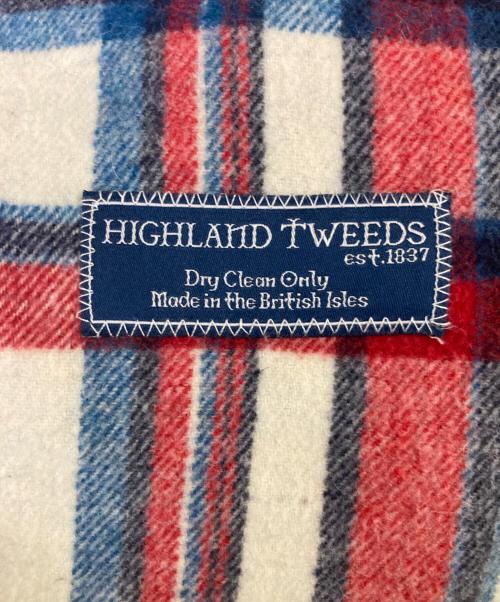 HIGHLAND TWEEDS
est.1837
Dry Clean Only
Made in the British Isles